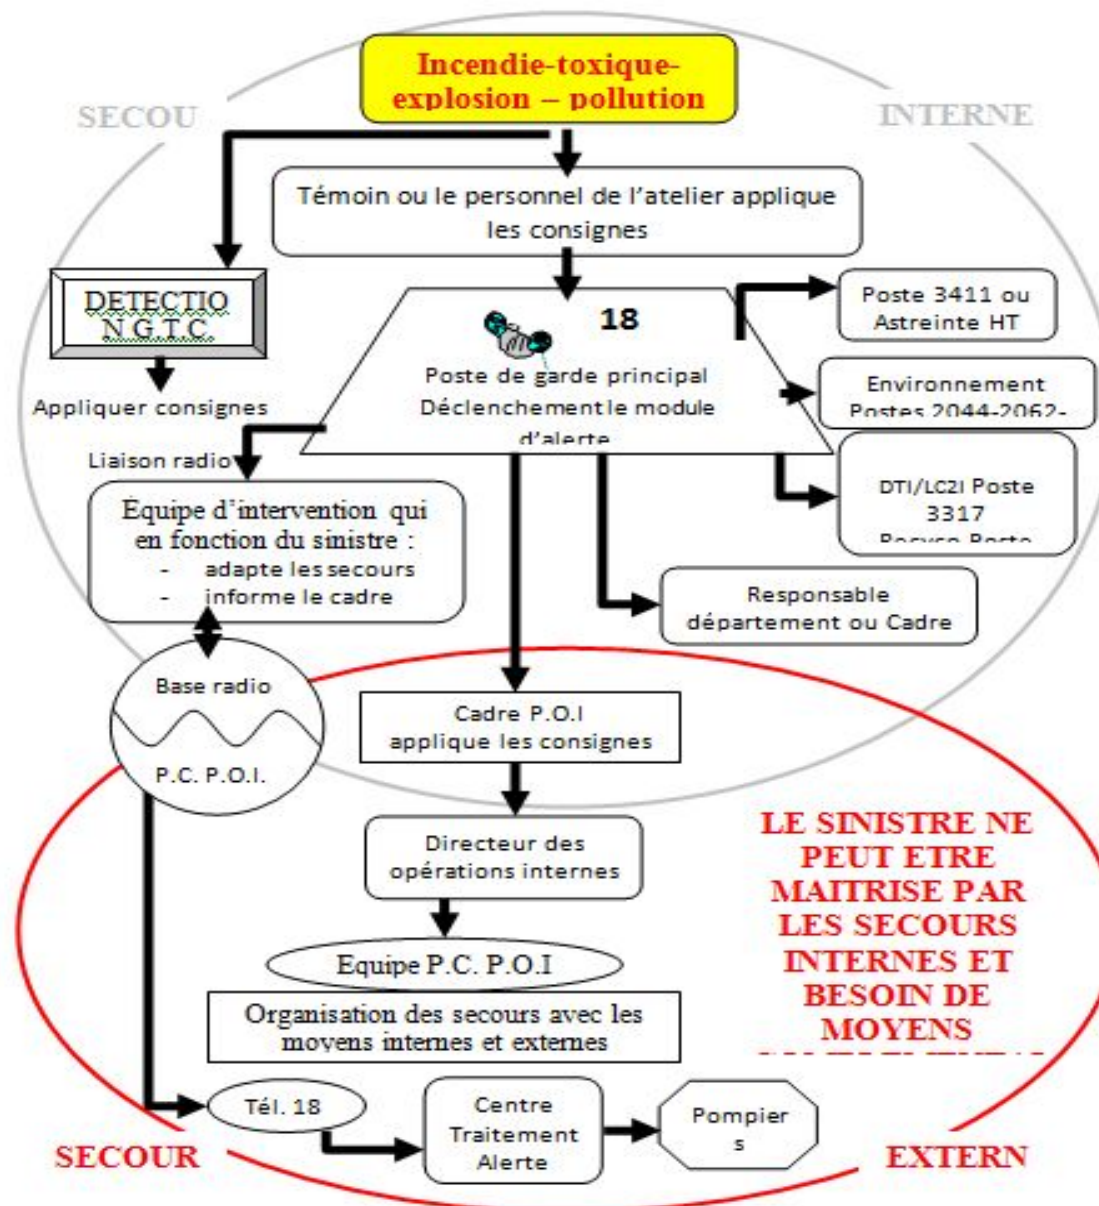 Incendie-toxique-
explosion – pollution
SECOU
INTERNE
Témoin ou le personnel de l'atelier applique
les consignes
DETECTIO
N G.T.C.
Appliquer consignes
18
Poste de garde principal
Déclenchement le module
d'alerte
Poste 3411 ou
Astreinte HT
Environnement
Postes 2044-2062-
DTI/LC2I Poste
3317
Poste
Liaison radio
Équipe d'intervention qui
en fonction du sinistre :
- adapte les secours
- informe le cadre
Responsable
département ou Cadre
Base radio
P.C. P.O.I.
Cadre P.O.I
applique les consignes
Directeur des
opérations internes
Equipe P.C. P.O.I
Organisation des secours avec les
moyens internes et externes
LE SINISTRE NE
PEUT ETRE
MAITRISE PAR
LES SECOURS
INTERNES ET
BESOIN DE
MOYENS
Tél. 18
Centre
Traitement
Alerte
Pompier
s
SECOUR
EXTERN